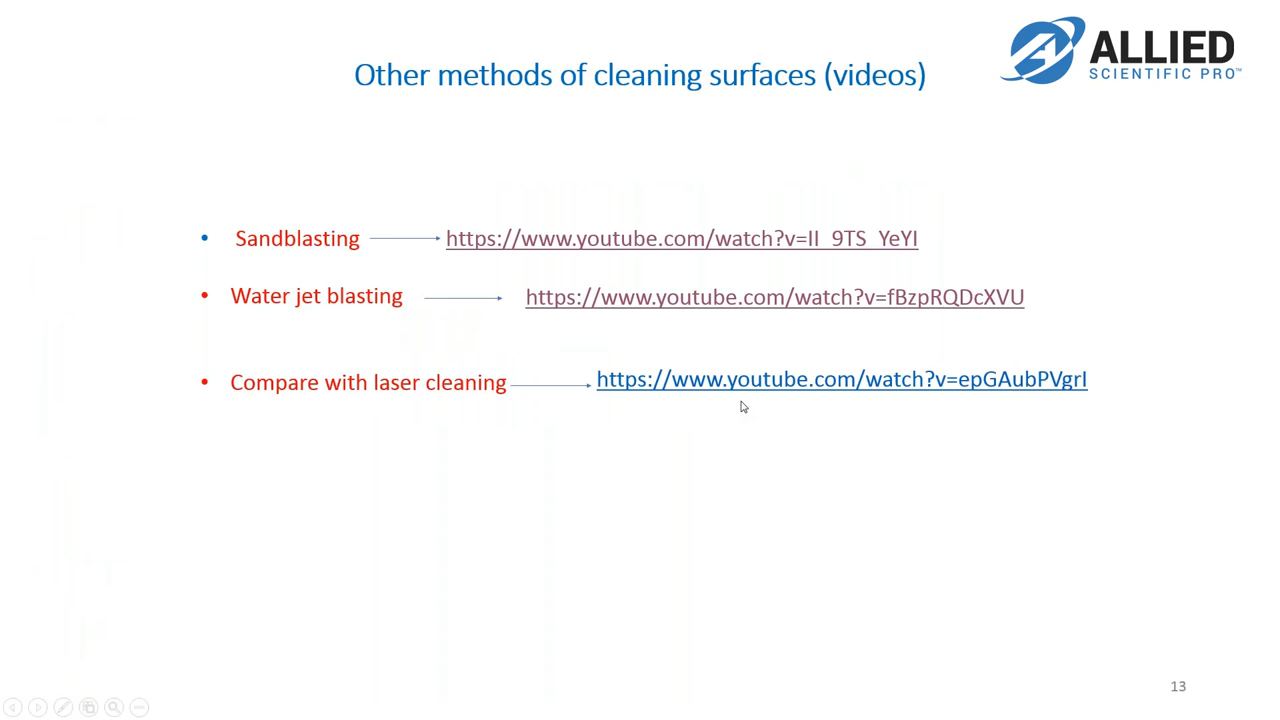 ALLIED
SCIENTIFIC PRO™
Other methods of cleaning surfaces (videos)
• Sandblasting https://www.youtube.com/watch?v=II_9TS_YeYI
• Water jet blasting https://www.youtube.com/watch?v=fBzpRQDcXVU
• Compare with laser cleaning https://www.youtube.com/watch?v=epGAubPVgrI
13